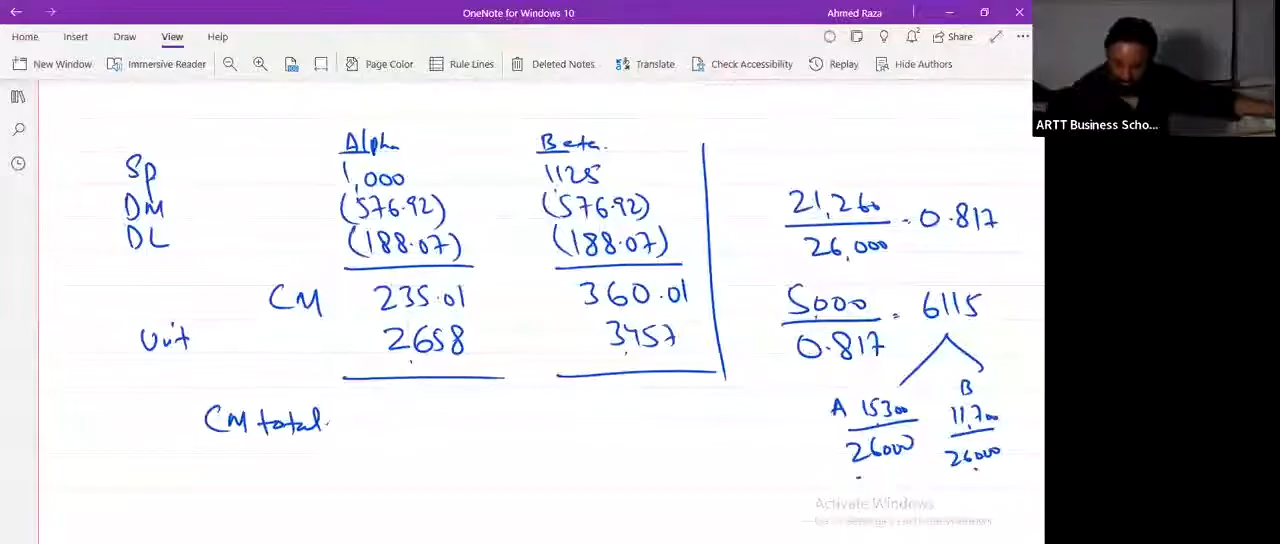 OneNote for Windows 10
Ahmed Raza
Home Insert Draw View Help
Share
New Window Immersive Reader Page Color Rule Lines Deleted Notes Translate Check Accessibility Replay Hide Authors
ARTT Business Scho...
Alpha Beta
Sp 1,000 1125
DM (576.92) (576.92)
DL (188.07) (188.07)
CM 235.01 360.01
Unit 2658 3457
CM total
21,260 / 26,000 = 0.817
5,000 / 0.817 = 6115
A 15300 / 26000
B 11,700 / 26000
Activate Windows